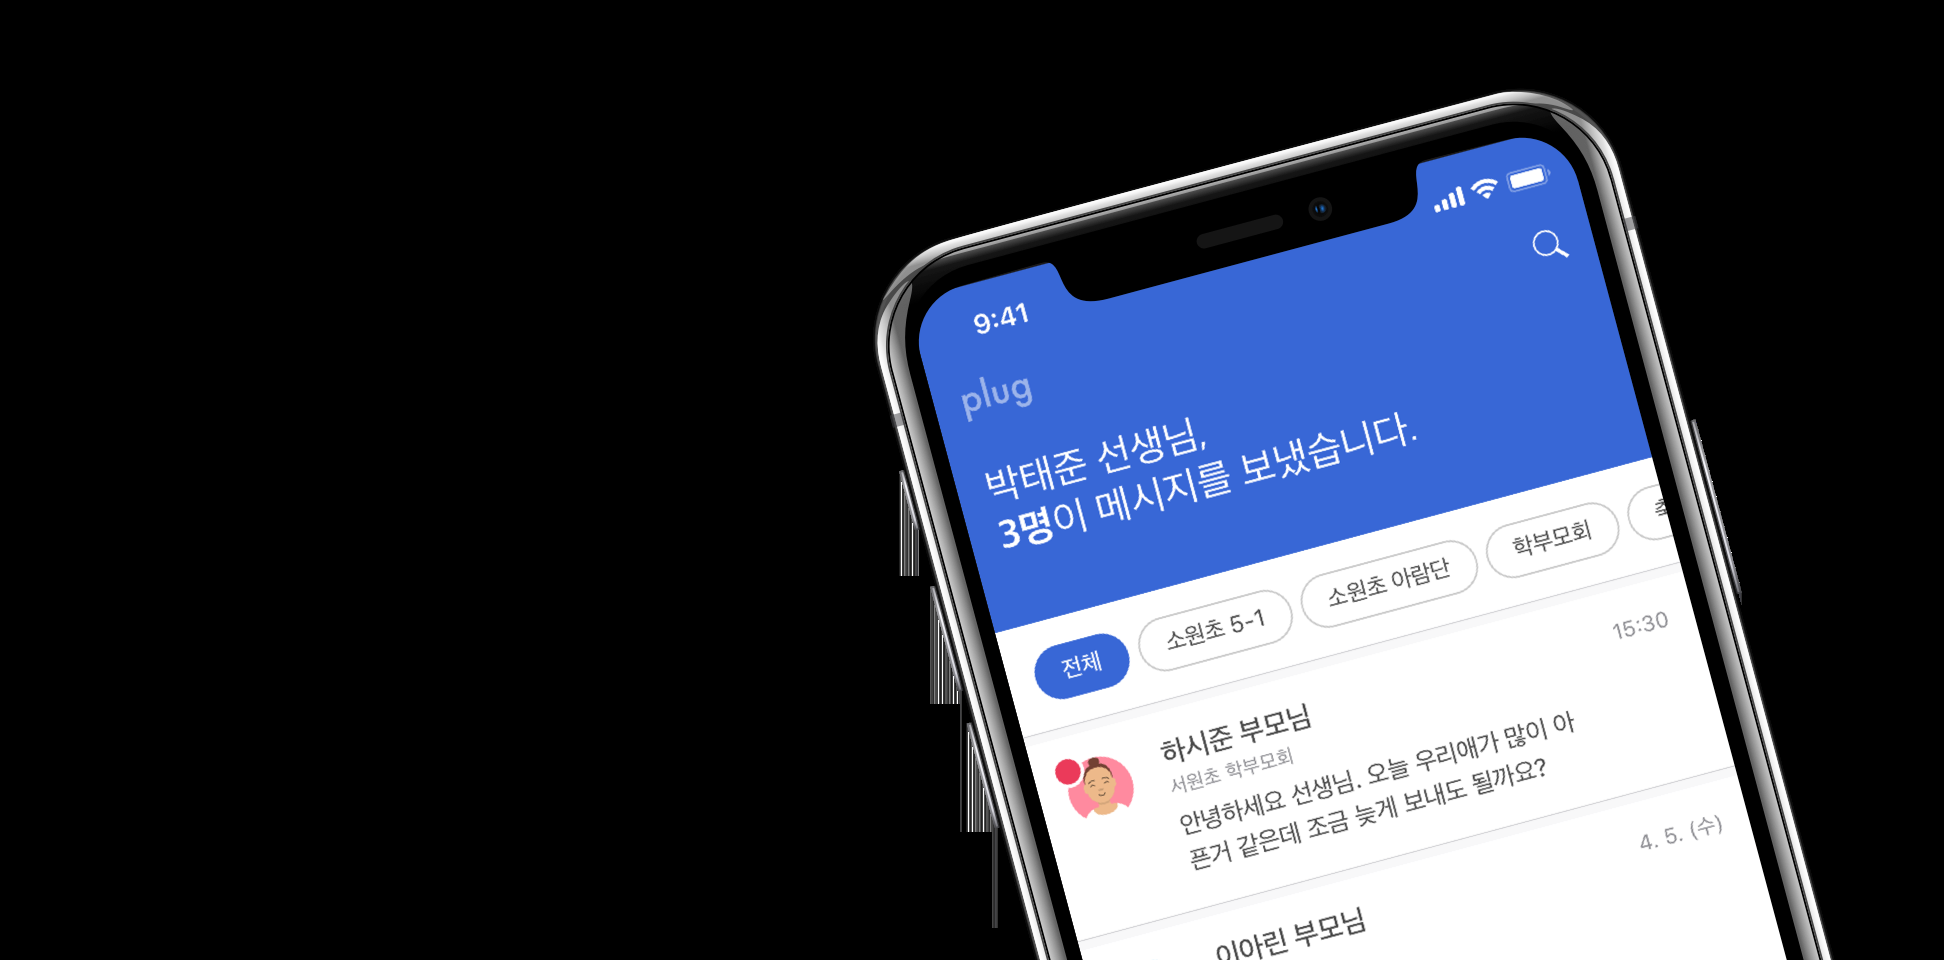 9:41
plug
박태준 선생님,
3명이 메시지를 보냈습니다.
전체
소원초 5-1
소원초 아람단
학부모회
하시준 부모님
15:30
서원초 학부모회
안녕하세요 선생님. 오늘 우리애가 많이 아
픈거 같은데 조금 늦게 보내도 될까요?
이아린 부모님
4. 5. (수)